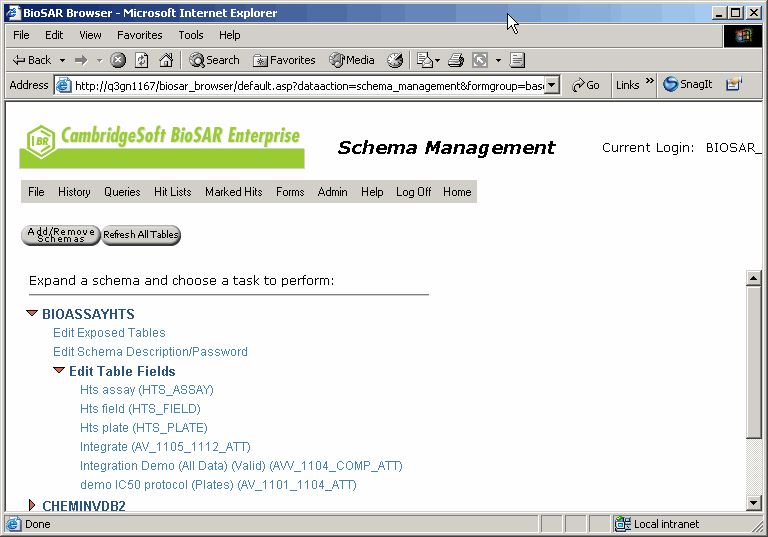 BioSAR Browser - Microsoft Internet Explorer
File Edit View Favorites Tools Help
Back Search Favorites Media
Address http://q3gn1167/biosar_browser/default.asp?dataaction=schema_management&formgroup=base Go Links » SnagIt
LBR CambridgeSoft BioSAR Enterprise
Schema Management
Current Login: BIOSAR_
File History Queries Hit Lists Marked Hits Forms Admin Help Log Off Home
Add/Remove
Schemas
Refresh All Tables
Expand a schema and choose a task to perform:
BIOASSAYHTS
Edit Exposed Tables
Edit Schema Description/Password
Edit Table Fields
Hts assay (HTS_ASSAY)
Hts field (HTS_FIELD)
Hts plate (HTS_PLATE)
Integrate (AV_1105_1112_ATT)
Integration Demo (All Data) (Valid) (AVV_1104_COMP_ATT)
demo IC50 protocol (Plates) (AV_1101_1104_ATT)
CHEMINVDB2
Done Local intranet